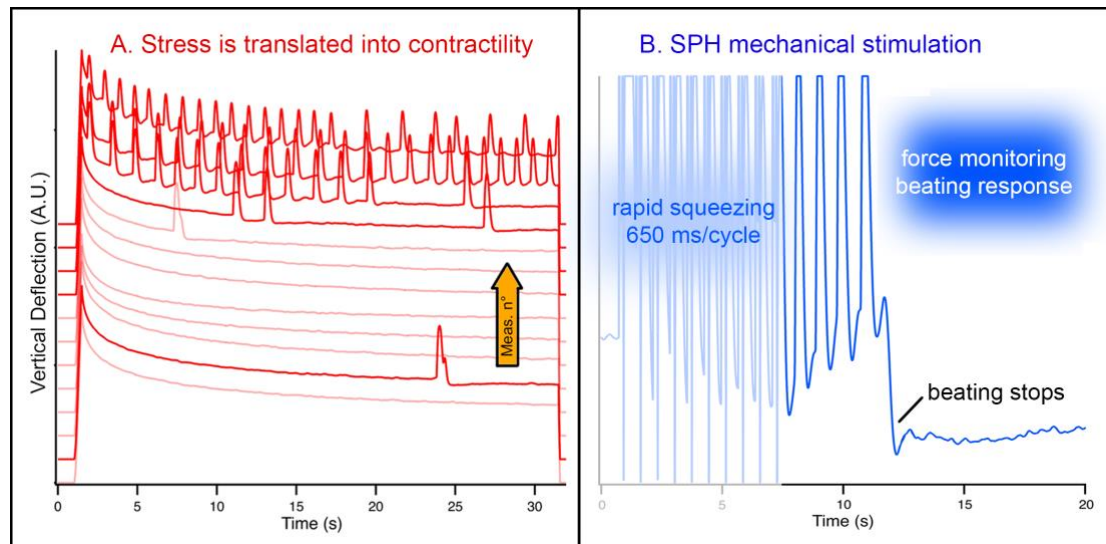 A. Stress is translated into contractility
Vertical Deflection (A.U.)
Meas. n°
0 5 10 15 20 25 30
Time (s)
B. SPH mechanical stimulation
rapid squeezing
650 ms/cycle
force monitoring
beating response
beating stops
0 5 10 15 20
Time (s)